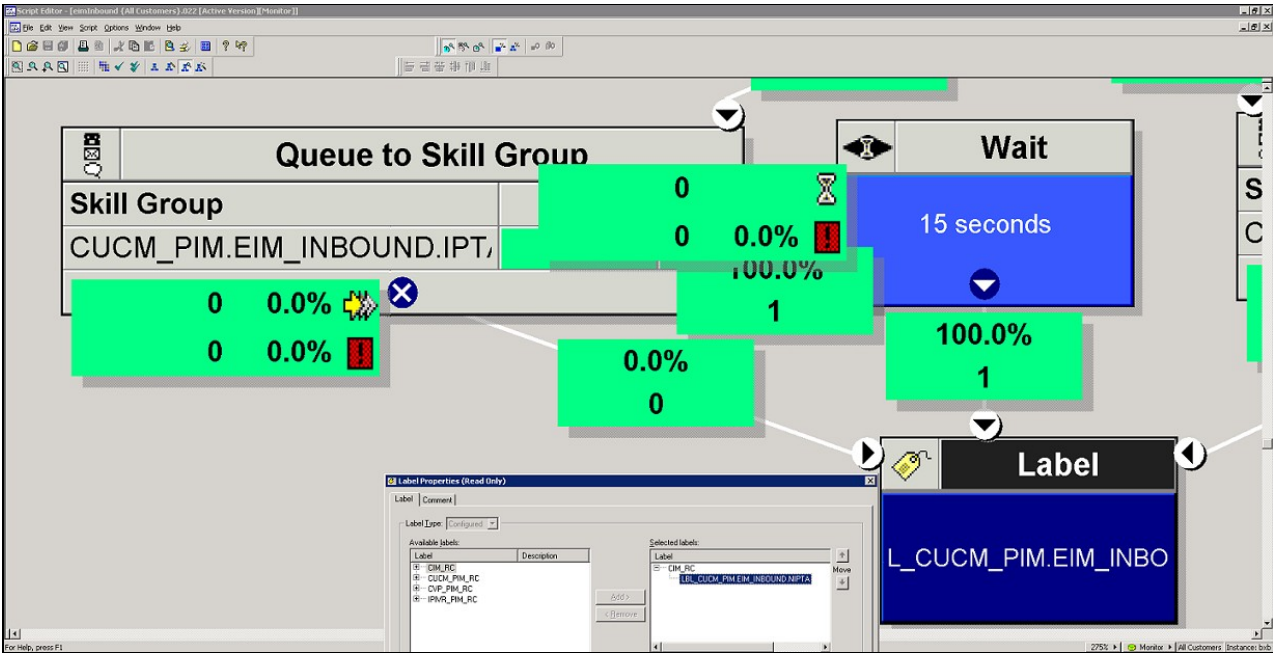 Script Editor - [eimInbound {All Customers}.022 [Active Version][Monitor]]
File Edit View Script Options Window Help
Queue to Skill Group
Wait
Skill Group
0
15 seconds
CUCM_PIM.EIM_INBOUND.IPTA
0 0.0%
100.0%
1
0 0.0%
0 0.0%
100.0%
1
0.0%
0
Label
L_CUCM_PIM.EIM_INBO
Label Properties (Read Only)
Label Comment
Label Type: Configured
Available labels:
Selected labels:
Label Description
Label
CIM_RC
CUCM_PIM_RC
CVP_PIM_RC
IPIVR_PIM_RC
CIM_RC
LBL_CUCM_PIM.EIM_INBOUND.NIPTA
Move
Add >
< Remove
S
C
For Help, press F1
275% Monitor All Customers Instance: bxb